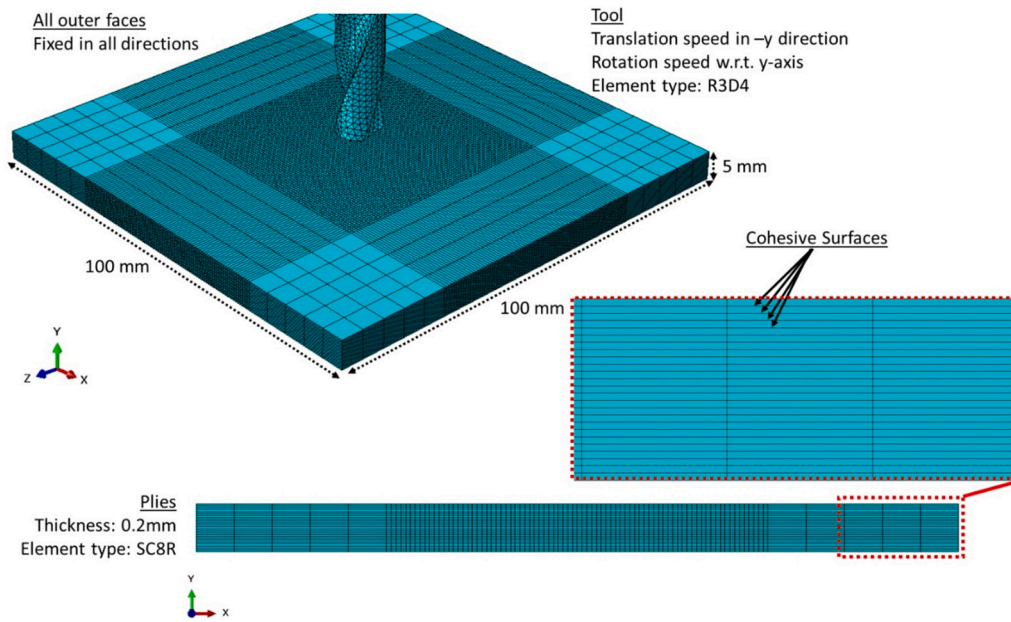 All outer faces
Fixed in all directions
Tool
Translation speed in –y direction
Rotation speed w.r.t. y-axis
Element type: R3D4
5 mm
100 mm
100 mm
Cohesive Surfaces
Y
Z
X
Plies
Thickness: 0.2mm
Element type: SC8R
Y
X